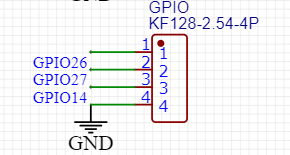 GND
GPIO
KF128-2.54-4P
1 1
GPIO26 2 2
GPIO27 3 3
GPIO14 4 4
GND